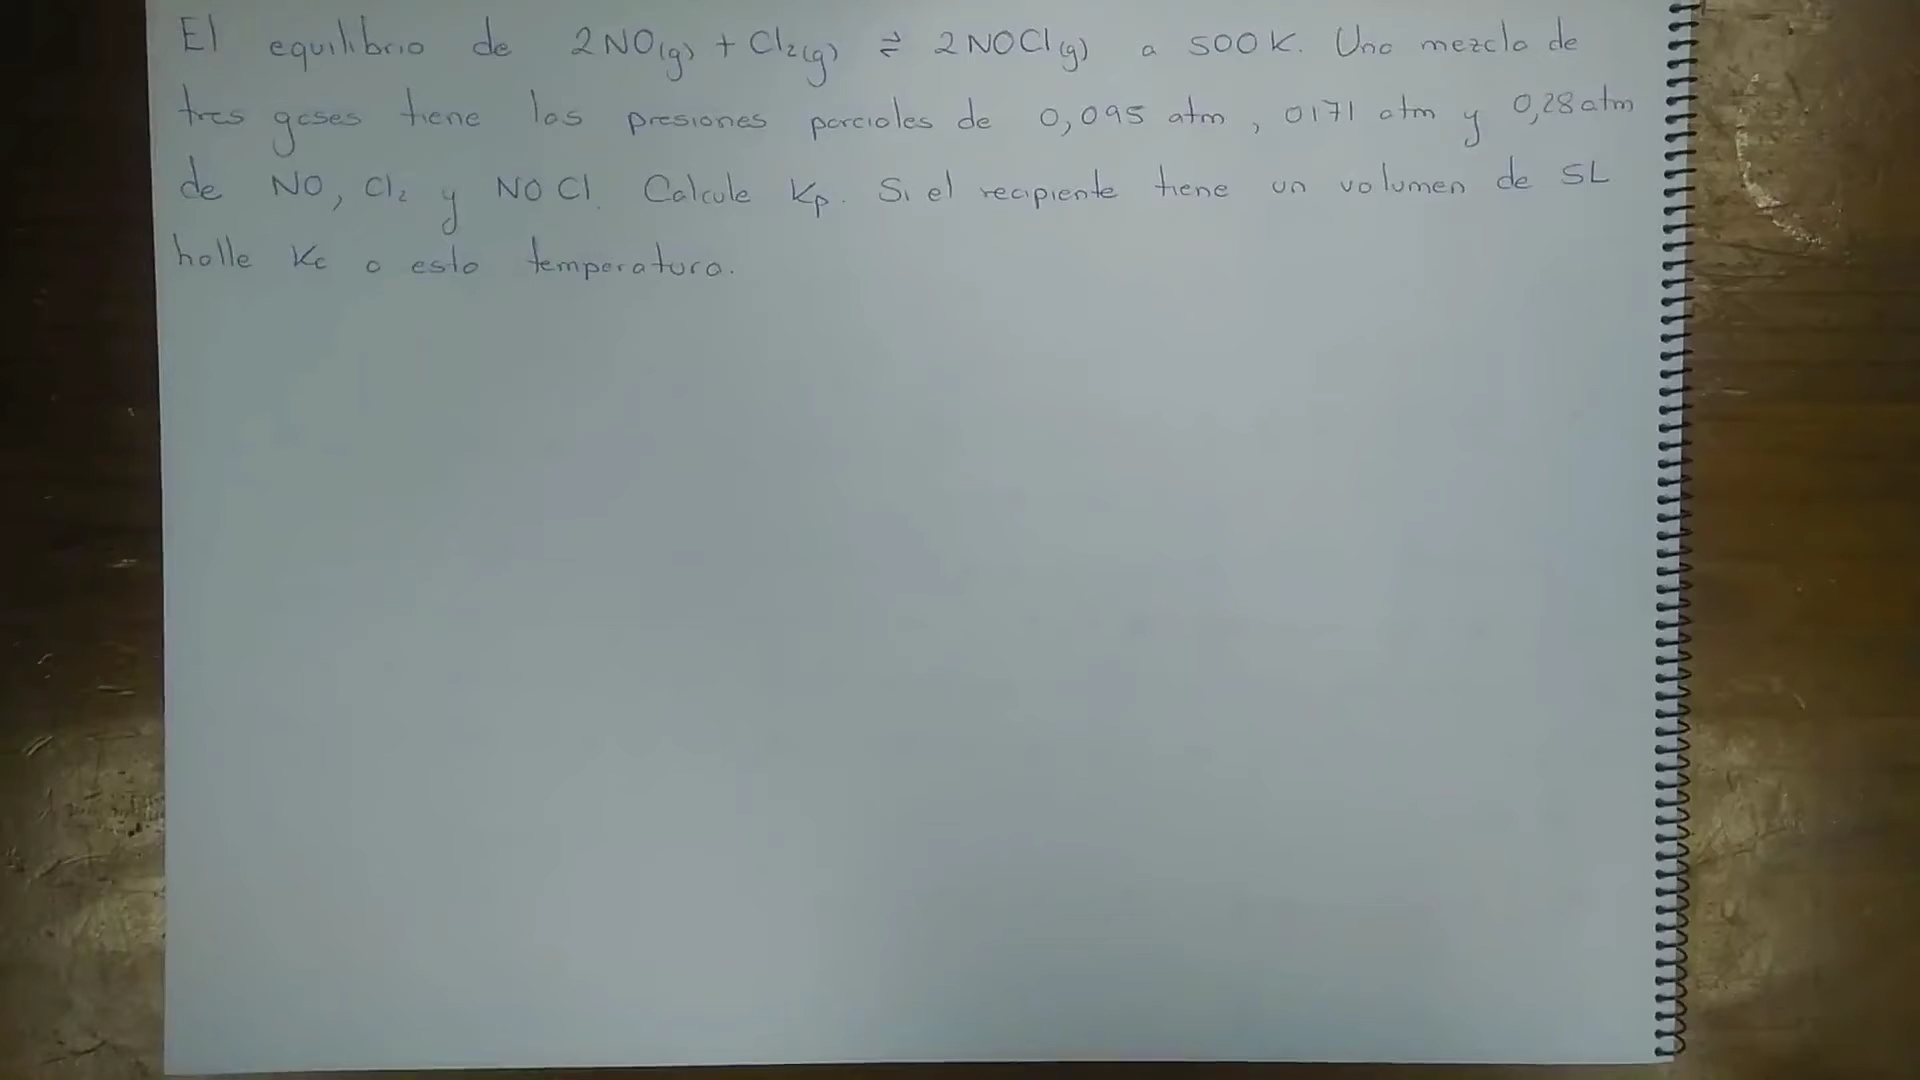 El equilibrio de 2NO(g) + Cl₂(g) ⇌ 2NOCl(g) a 500K. Una mezcla de
tres gases tiene las presiones parciales de 0,095 atm, 0171 atm y 0,28 atm
de NO, Cl₂ y NOCl. Calcule Kp. Si el recipiente tiene un volumen de 5L
halle Kc a esta temperatura.